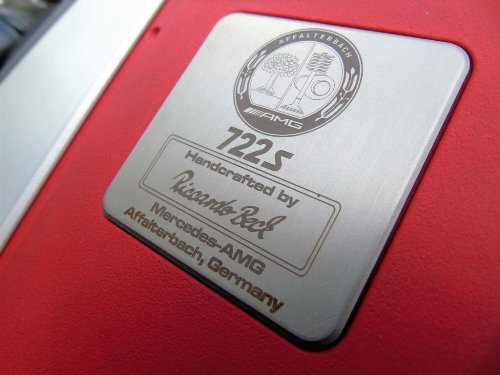 AFFALTERBACH
AMG
722S
Handcrafted by
Riccardo Beck
Mercedes-AMG
Affalterbach, Germany